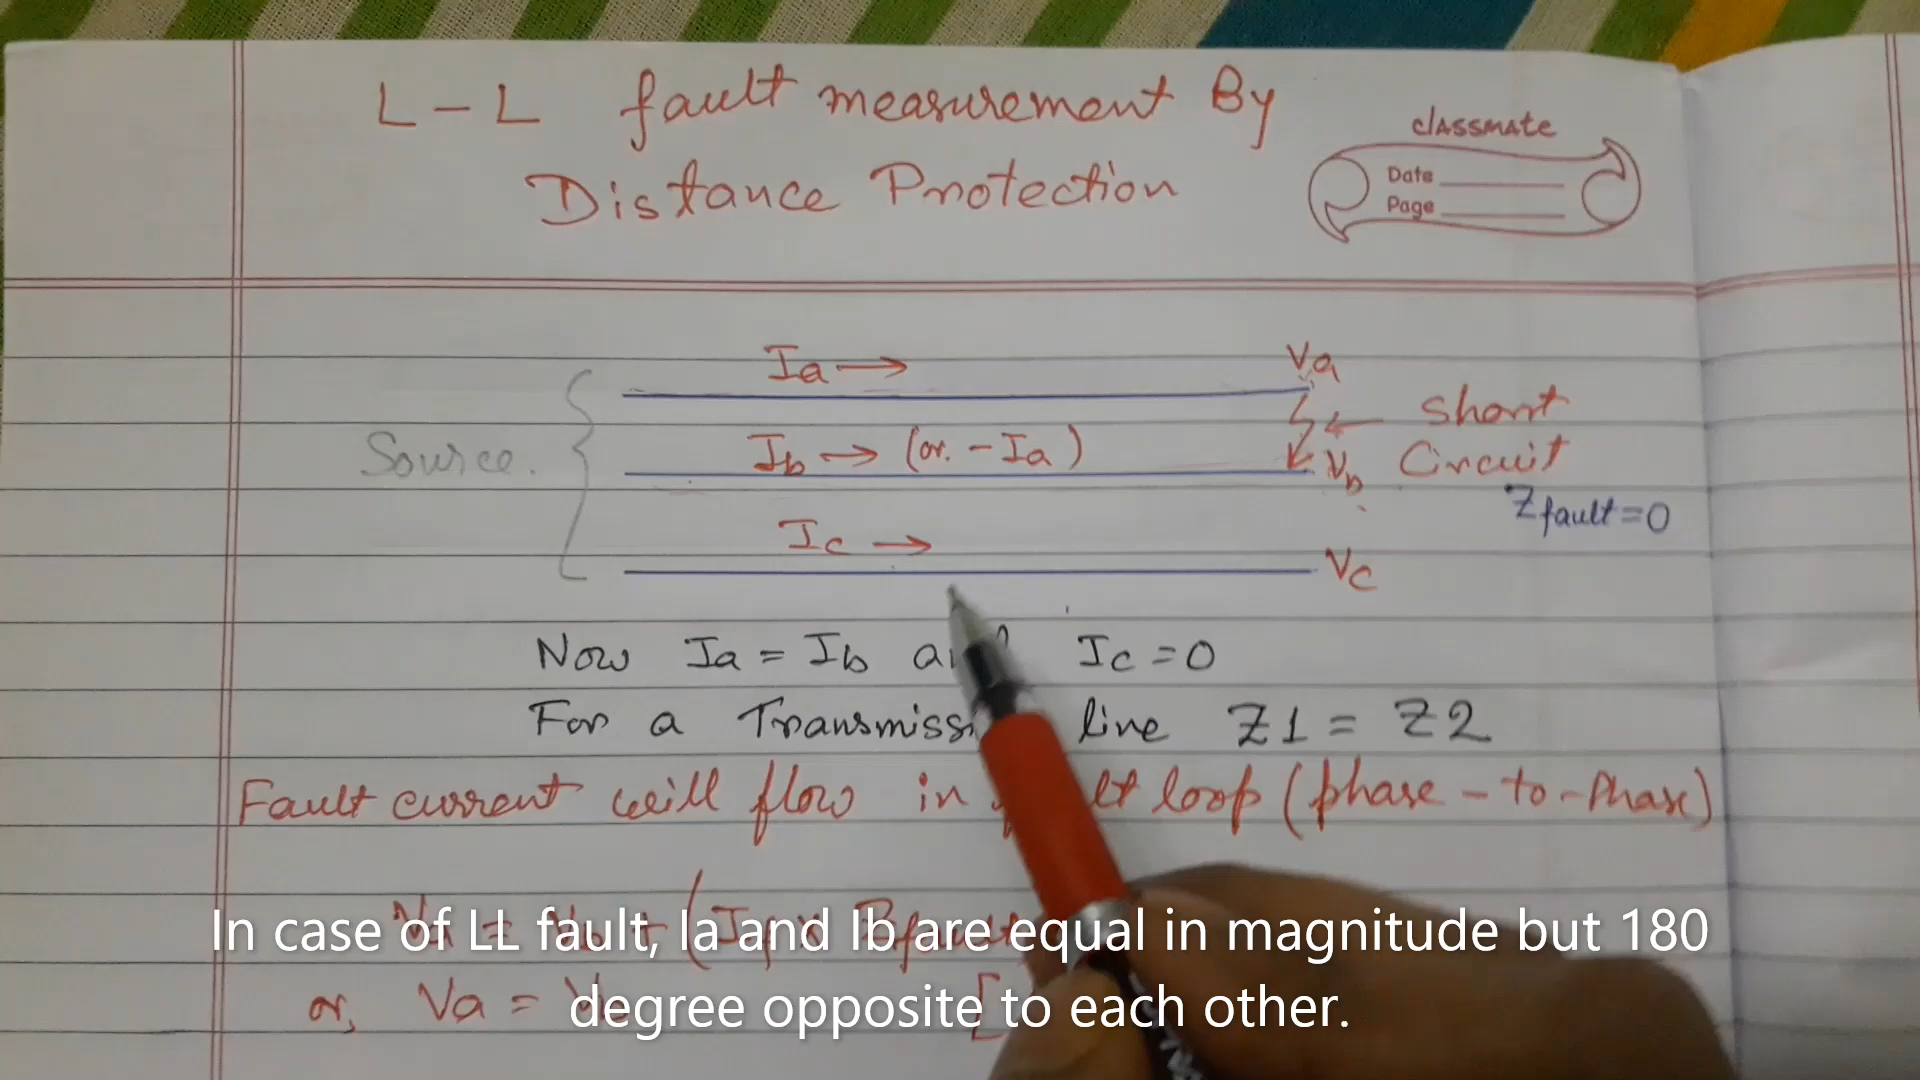 L - L fault measurement By
Distance Protection
classmate
Date
Page
Ia → Va
Short
Source. Ib → (or. - Ia) Vb Circuit
Zfault=0
Ic → Vc
Now Ia = Ib Ic = 0
For a line Z1 = Z2
Fault current will flow in loop (phase - to - Phase)
In case of LL fault, Ia and Ib are equal in magnitude but 180
or, Va =
degree opposite to each other.